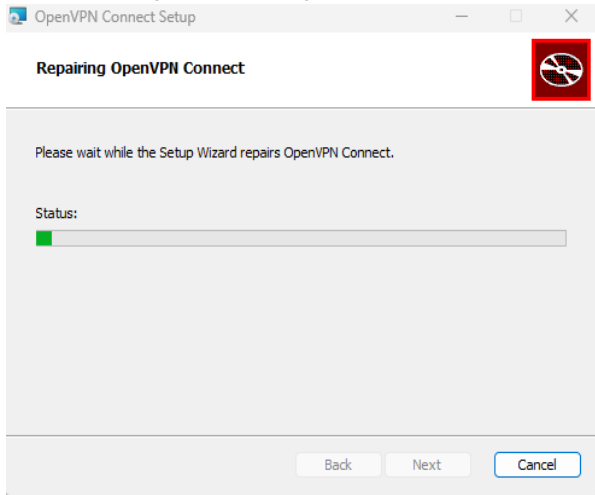 OpenVPN Connect Setup
Repairing OpenVPN Connect
Please wait while the Setup Wizard repairs OpenVPN Connect.
Status:
Back Next Cancel